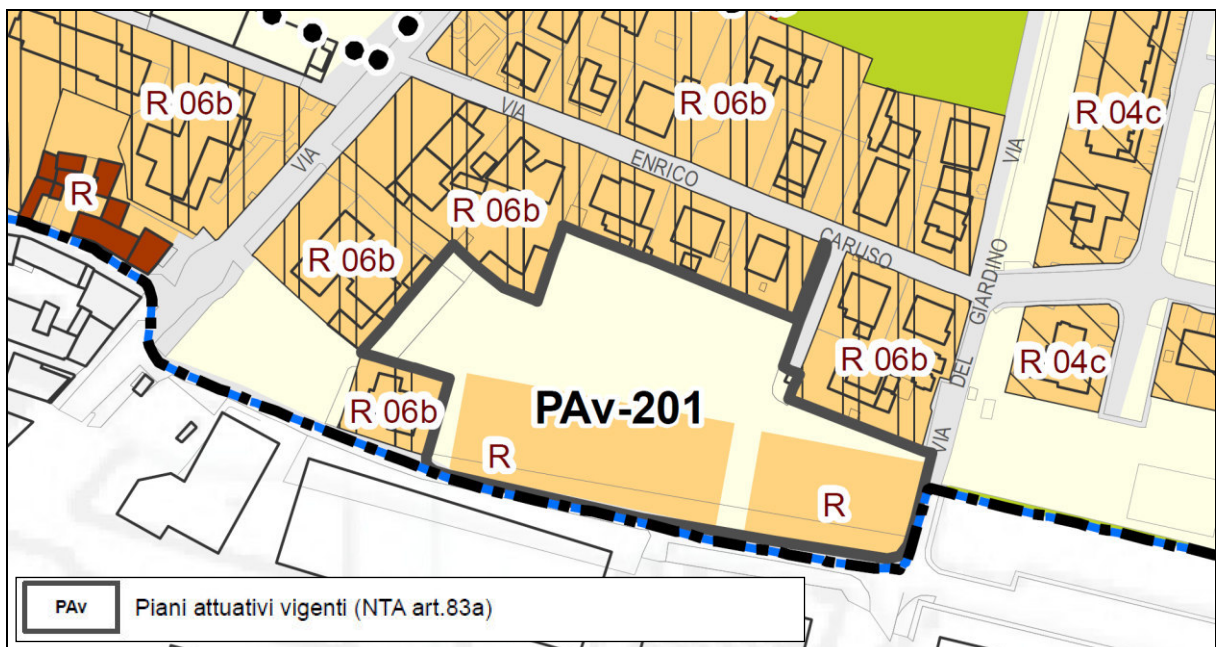 R 06b
VIA
R 06b
R 04c
VIA
ENRICO
VIA
R
R 06b
CARUSO
R 06b
GIARDINO
R 06b
R 04c
DEL
R 06b
PAv-201
VIA
R
R
PAv
Piani attuativi vigenti (NTA art.83a)